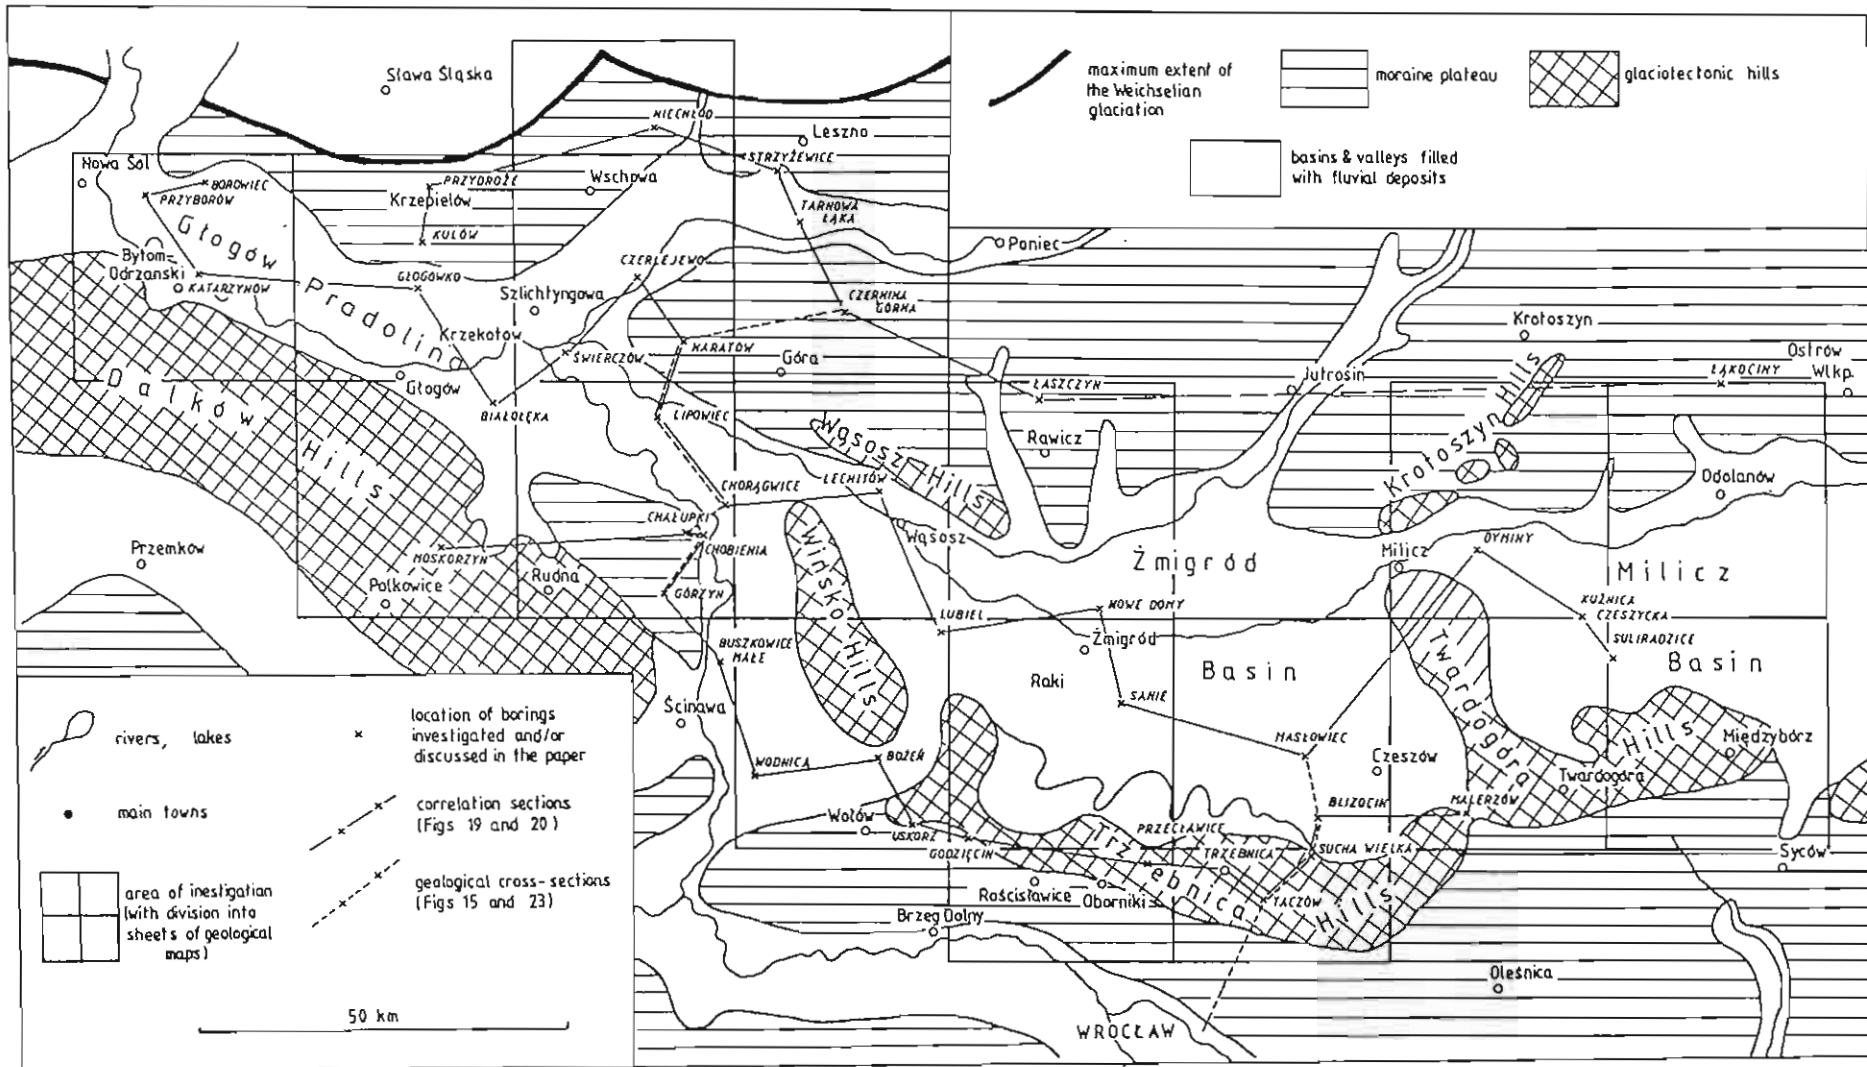 Sława Śląska
maximum extent of
the Weichselian
glaciation
moraine plateau
glaciotectonic hills
basins & valleys filled
with fluvial deposits
NIECHŁÓD
Leszno
STRZYŻEWICE
Nowa Sól
BOROWIEC
PRZYBORÓW
PRZYDROŻE
Krzepielów
Wschowa
KULÓW
TARNOWA
ŁĄKA
Poniec
Głogów
Pradolina
Bytom
Odrzański
KATARZYNÓW
GŁOGÓWKO
CZERLEJEWO
Szlichtyngowa
CZERNINA
GÓRNA
Krzekotów
ŚWIERCZÓW
NARATÓW
Góra
Krotoszyn
Ostrów
Wlkp.
ŁĄKOCINY
Jutrosin
Głogów
BIAŁOŁĘKA
LIPOWIEC
ŁASZCZYN
Dalków
Hills
Wąsosz Hills
Rawicz
Krotoszyn Hills
Odolanów
CHORĄGWICE
LECHITÓW
CHAŁUPKI
CHOBIENIA
Wąsosz
Przemków
MOSKORZYN
Polkowice
Rudna
GÓRZYN
Wińsko Hills
Żmigród
Milicz
DYMINY
Milicz
KUŹNICA
CZESZYCKA
LUBIEL
NOWE DOMY
Żmigród
SULIRADZICE
BUSZKOWICE
MAŁE
Raki
Basin
Basin
SANIE
Twardogóra
Hills
Ścinawa
rivers, lakes
location of borings
investigated and/or
discussed in the paper
WODNICA
BOŻEŃ
MASŁOWIEC
Czeszów
Międzybórz
Twardogóra
main towns
correlation sections
(Figs 19 and 20)
Wołów
USKORZ
GODZIĘCIN
BLIZOCIN
MALERZÓW
PRZECŁAWICE
TRZEBNICA
SUCHA WIELKA
Syców
area of inestigation
(with division into
sheets of geological
maps)
geological cross-sections
(Figs 15 and 23)
Rościsławice
Oborniki
Trzebnica
Hills
TACZÓW
Brzeg Dolny
Oleśnica
50 km
WROCŁAW